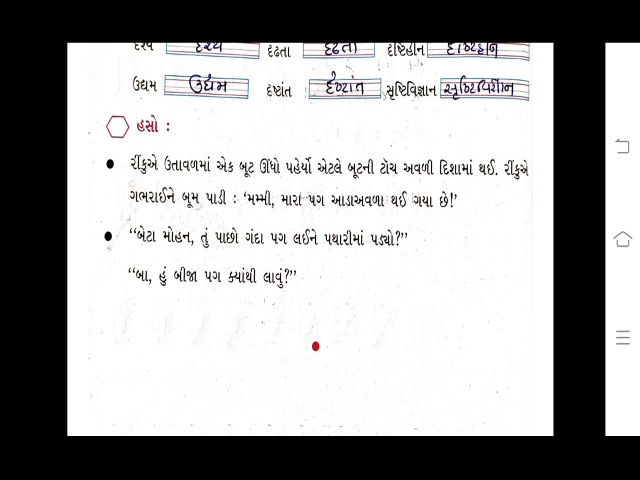 દૃશ્ય દૃશ્ય દૃઢતા દૃઢતા દૃષ્ટિહીન દૃષ્ટિહીન
ઉદ્યમ ઉદ્યમ દૃષ્ટાંત દૃષ્ટાંત સૃષ્ટિવિજ્ઞાન સૃષ્ટિવિજ્ઞાન
હસો :
રીંકુએ ઉતાવળમાં એક બૂટ ઊંધો પહેર્યો એટલે બૂટની ટૉચ અવળી દિશામાં થઈ. રીંકુએ
ગભરાઈને બૂમ પાડી : ‘મમ્મી, મારા પગ આડાઅવળા થઈ ગયા છે!’
“બેટા મોહન, તું પાછો ગંદા પગ લઈને પથારીમાં પડ્યો?”
“બા, હું બીજા પગ ક્યાંથી લાવું?”